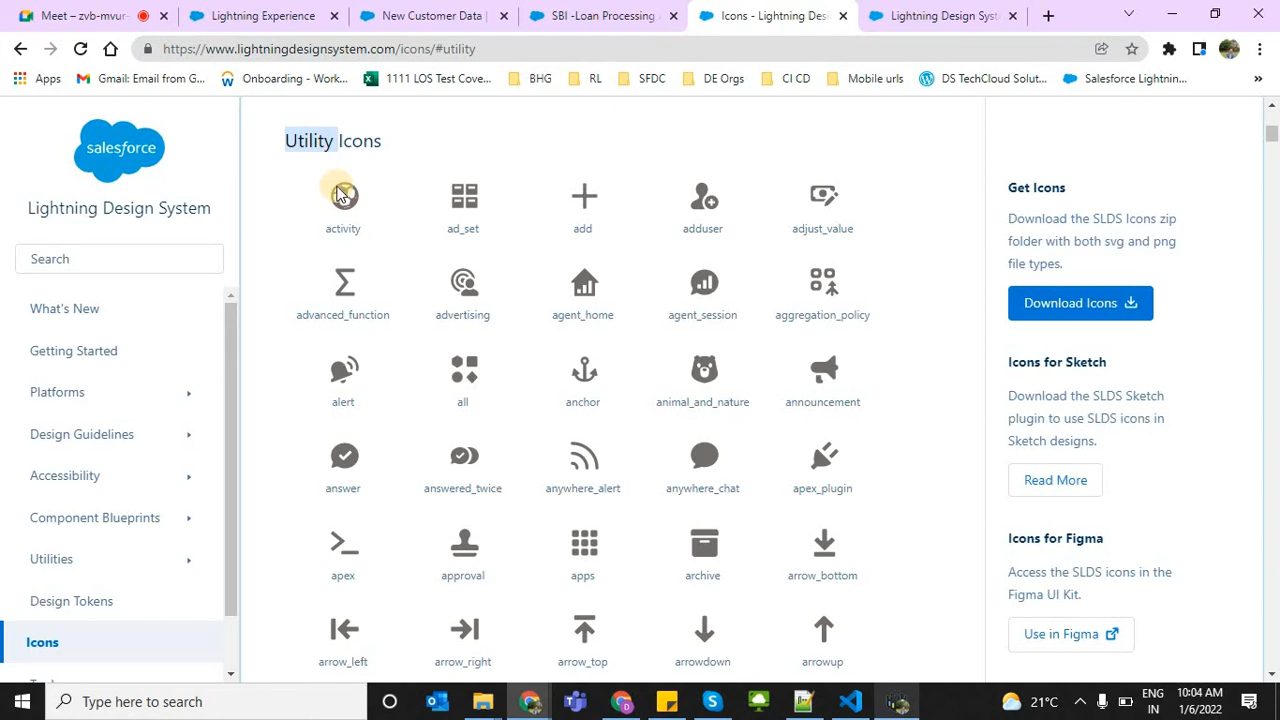 Meet – zvb-mvur-
Lightning Experience
New Customer Data |
SBI -Loan Processing A
Icons - Lightning Desi
Lightning Design Syst
https://www.lightningdesignsystem.com/icons/#utility
Apps
Gmail: Email from G...
Onboarding - Work...
1111 LOS Test Cove...
BHG
RL
SFDC
DE Orgs
CI CD
Mobile urls
DS TechCloud Solut...
Salesforce Lightnin...
»
salesforce
Lightning Design System
Search
What's New
Getting Started
Platforms
Design Guidelines
Accessibility
Component Blueprints
Utilities
Design Tokens
Icons
Utility Icons
activity
ad_set
add
adduser
adjust_value
advanced_function
advertising
agent_home
agent_session
aggregation_policy
alert
all
anchor
animal_and_nature
announcement
answer
answered_twice
anywhere_alert
anywhere_chat
apex_plugin
apex
approval
apps
archive
arrow_bottom
arrow_left
arrow_right
arrow_top
arrowdown
arrowup
Get Icons
Download the SLDS Icons zip
folder with both svg and png
file types.
Download Icons
Icons for Sketch
Download the SLDS Sketch
plugin to use SLDS icons in
Sketch designs.
Read More
Icons for Figma
Access the SLDS icons in the
Figma UI Kit.
Use in Figma
Type here to search
21°C
ENG
IN
10:04 AM
1/6/2022